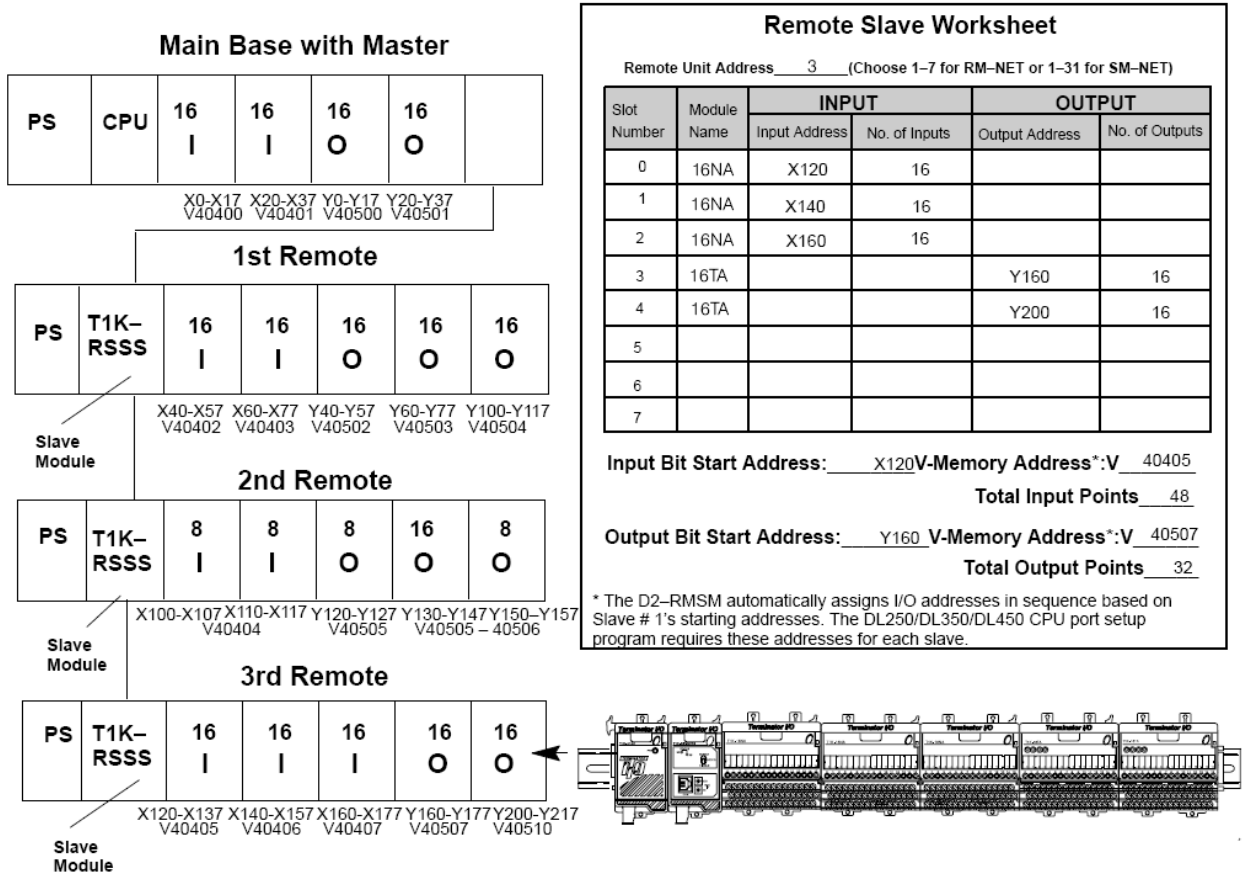 Main Base with Master
PS CPU 16 I 16 I 16 O 16 O
X0-X17 X20-X37 Y0-Y17 Y20-Y37
V40400 V40401 V40500 V40501
1st Remote
PS T1K–RSSS 16 I 16 I 16 O 16 O 16 O
X40-X57 X60-X77 Y40-Y57 Y60-Y77 Y100-Y117
V40402 V40403 V40502 V40503 V40504
Slave
Module
2nd Remote
PS T1K–RSSS 8 I 8 I 8 O 16 O 8 O
X100-X107 X110-X117 Y120-Y127 Y130-Y147 Y150–Y157
V40404 V40505 V40505 – 40506
Slave
Module
3rd Remote
PS T1K–RSSS 16 I 16 I 16 I 16 O 16 O
X120-X137 X140-X157 X160-X177 Y160-Y177 Y200-Y217
V40405 V40406 V40407 V40507 V40510
Slave
Module
Remote Slave Worksheet
Remote Unit Address 3 (Choose 1–7 for RM–NET or 1–31 for SM–NET)
Slot Number Module Name INPUT OUTPUT
Input Address No. of Inputs Output Address No. of Outputs
0 16NA X120 16
1 16NA X140 16
2 16NA X160 16
3 16TA Y160 16
4 16TA Y200 16
5
6
7
Input Bit Start Address: X120 V-Memory Address*:V 40405
Total Input Points 48
Output Bit Start Address: Y160 V-Memory Address*:V 40507
Total Output Points 32
* The D2–RMSM automatically assigns I/O addresses in sequence based on
Slave # 1's starting addresses. The DL250/DL350/DL450 CPU port setup
program requires these addresses for each slave.
Terminator I/O Terminator I/O Terminator I/O Terminator I/O Terminator I/O Terminator I/O Terminator I/O